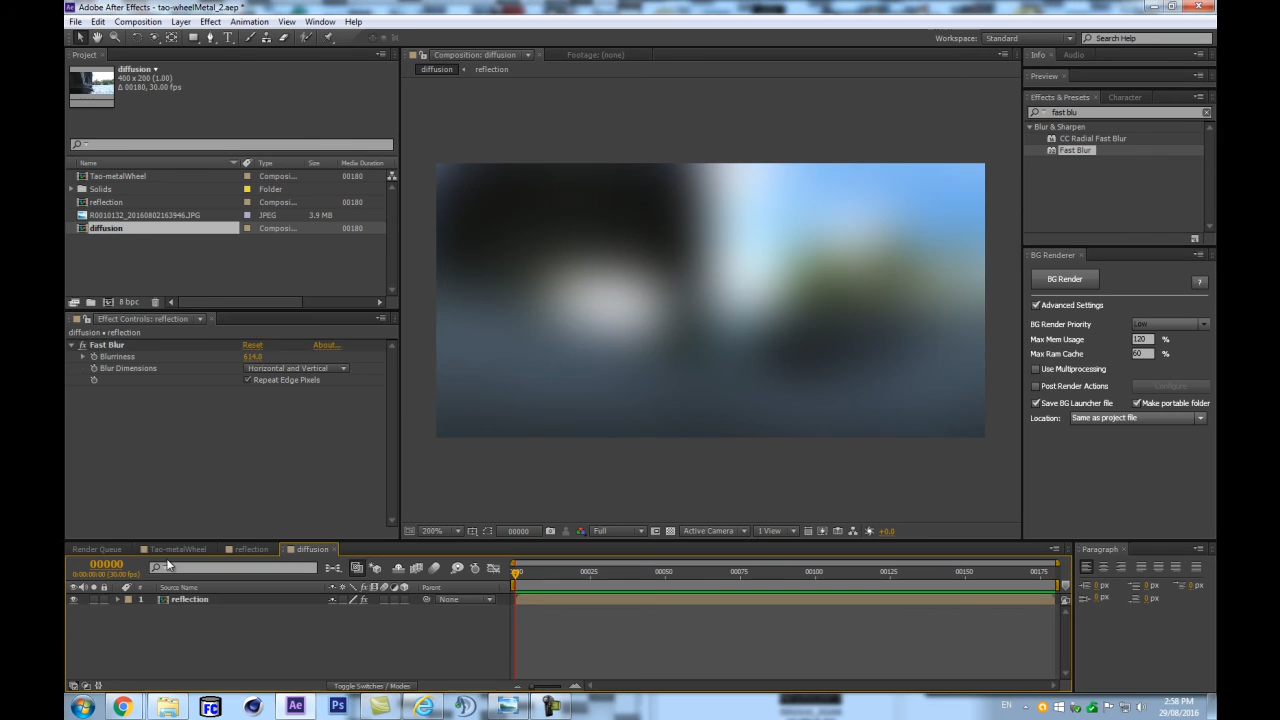 Adobe After Effects - tao-wheelMetal_2.aep *
File Edit Composition Layer Effect Animation View Window Help
Workspace: Standard Search Help
Project
diffusion
400 x 200 (1.00)
Δ 00180, 30.00 fps
Name Type Size Media Duration
Tao-metalWheel Composi... 00180
Solids Folder
reflection Composi... 00180
R0010132_20160802163946.JPG JPEG 3.9 MB
diffusion Composi... 00180
8 bpc
Effect Controls: reflection
diffusion • reflection
fx Fast Blur Reset About...
Blurriness 614.0
Blur Dimensions Horizontal and Vertical
Repeat Edge Pixels
Composition: diffusion Footage: (none)
diffusion reflection
200% 00000 Full Active Camera 1 View +0.0
Info Audio
Preview
Effects & Presets Character
fast blu
Blur & Sharpen
CC Radial Fast Blur
Fast Blur
BG Renderer
BG Render ?
Advanced Settings
BG Render Priority Low
Max Mem Usage 120 %
Max Ram Cache 60 %
Use Multiprocessing
Post Render Actions Configure
Save BG Launcher file Make portable folder
Location: Same as project file
Render Queue Tao-metalWheel reflection diffusion
00000
0:00:00:00 (30.00 fps)
00025 00050 00075 00100 00125 00150 00175
# Source Name Parent
1 reflection None
Toggle Switches / Modes
Paragraph
0 px 0 px 0 px
0 px 0 px
EN 2:58 PM
29/08/2016